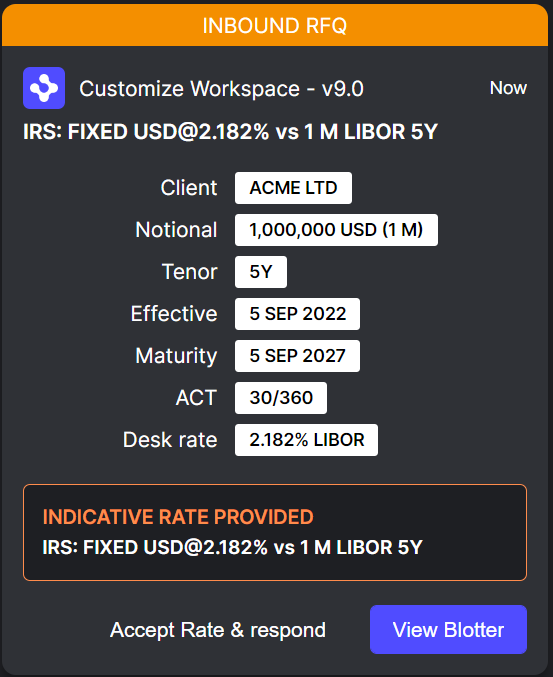 INBOUND RFQ
Customize Workspace - v9.0 Now
IRS: FIXED USD@2.182% vs 1 M LIBOR 5Y
Client ACME LTD
Notional 1,000,000 USD (1 M)
Tenor 5Y
Effective 5 SEP 2022
Maturity 5 SEP 2027
ACT 30/360
Desk rate 2.182% LIBOR
INDICATIVE RATE PROVIDED
IRS: FIXED USD@2.182% vs 1 M LIBOR 5Y
Accept Rate & respond View Blotter